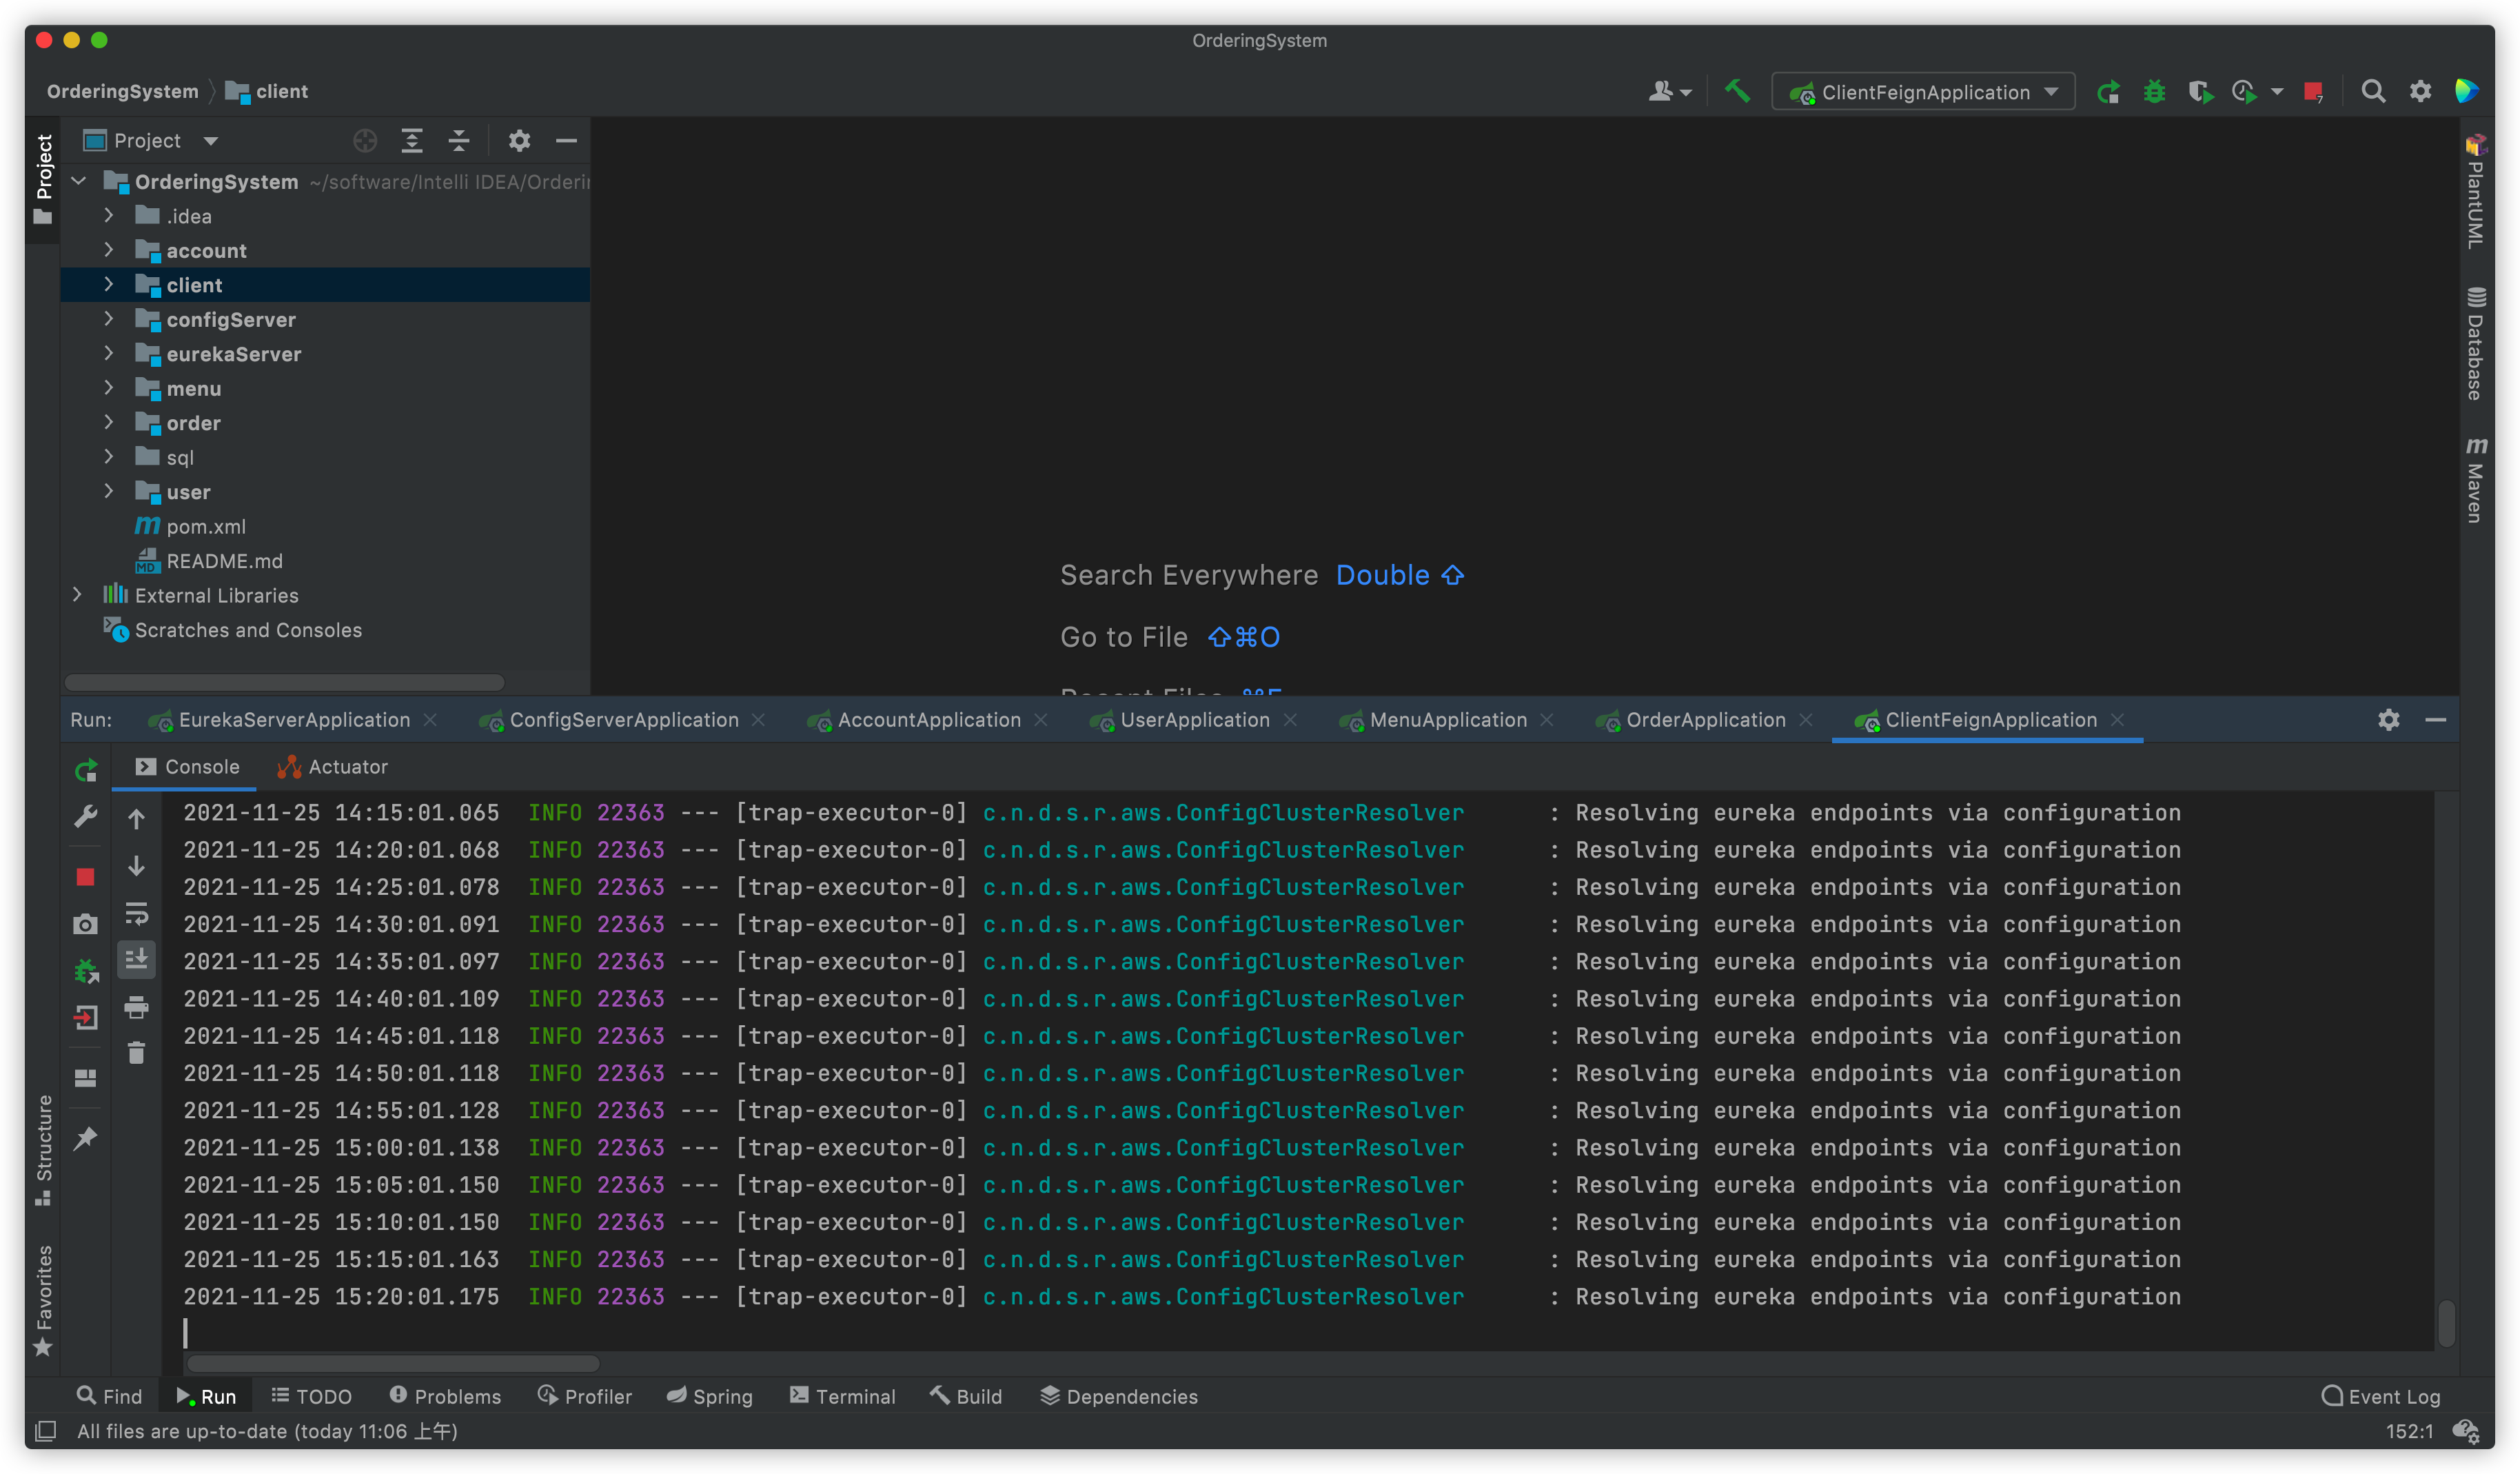 OrderingSystem
OrderingSystem client
ClientFeignApplication
7
Project
Project
OrderingSystem ~/software/Intelli IDEA/Orderin
.idea
account
client
configServer
eurekaServer
menu
order
sql
user
pom.xml
README.md
External Libraries
Scratches and Consoles
Search Everywhere Double ⇧
Go to File ⇧⌘O
Recent Files ⌘E
PlantUML
Database
Maven
Run: EurekaServerApplication ConfigServerApplication AccountApplication UserApplication MenuApplication OrderApplication ClientFeignApplication
Console Actuator
2021-11-25 14:15:01.065 INFO 22363 --- [trap-executor-0] c.n.d.s.r.aws.ConfigClusterResolver : Resolving eureka endpoints via configuration
2021-11-25 14:20:01.068 INFO 22363 --- [trap-executor-0] c.n.d.s.r.aws.ConfigClusterResolver : Resolving eureka endpoints via configuration
2021-11-25 14:25:01.078 INFO 22363 --- [trap-executor-0] c.n.d.s.r.aws.ConfigClusterResolver : Resolving eureka endpoints via configuration
2021-11-25 14:30:01.091 INFO 22363 --- [trap-executor-0] c.n.d.s.r.aws.ConfigClusterResolver : Resolving eureka endpoints via configuration
2021-11-25 14:35:01.097 INFO 22363 --- [trap-executor-0] c.n.d.s.r.aws.ConfigClusterResolver : Resolving eureka endpoints via configuration
2021-11-25 14:40:01.109 INFO 22363 --- [trap-executor-0] c.n.d.s.r.aws.ConfigClusterResolver : Resolving eureka endpoints via configuration
2021-11-25 14:45:01.118 INFO 22363 --- [trap-executor-0] c.n.d.s.r.aws.ConfigClusterResolver : Resolving eureka endpoints via configuration
2021-11-25 14:50:01.118 INFO 22363 --- [trap-executor-0] c.n.d.s.r.aws.ConfigClusterResolver : Resolving eureka endpoints via configuration
2021-11-25 14:55:01.128 INFO 22363 --- [trap-executor-0] c.n.d.s.r.aws.ConfigClusterResolver : Resolving eureka endpoints via configuration
2021-11-25 15:00:01.138 INFO 22363 --- [trap-executor-0] c.n.d.s.r.aws.ConfigClusterResolver : Resolving eureka endpoints via configuration
2021-11-25 15:05:01.150 INFO 22363 --- [trap-executor-0] c.n.d.s.r.aws.ConfigClusterResolver : Resolving eureka endpoints via configuration
2021-11-25 15:10:01.150 INFO 22363 --- [trap-executor-0] c.n.d.s.r.aws.ConfigClusterResolver : Resolving eureka endpoints via configuration
2021-11-25 15:15:01.163 INFO 22363 --- [trap-executor-0] c.n.d.s.r.aws.ConfigClusterResolver : Resolving eureka endpoints via configuration
2021-11-25 15:20:01.175 INFO 22363 --- [trap-executor-0] c.n.d.s.r.aws.ConfigClusterResolver : Resolving eureka endpoints via configuration
Structure
Favorites
Find Run TODO Problems Profiler Spring Terminal Build Dependencies Event Log
All files are up-to-date (today 11:06 上午) 152:1